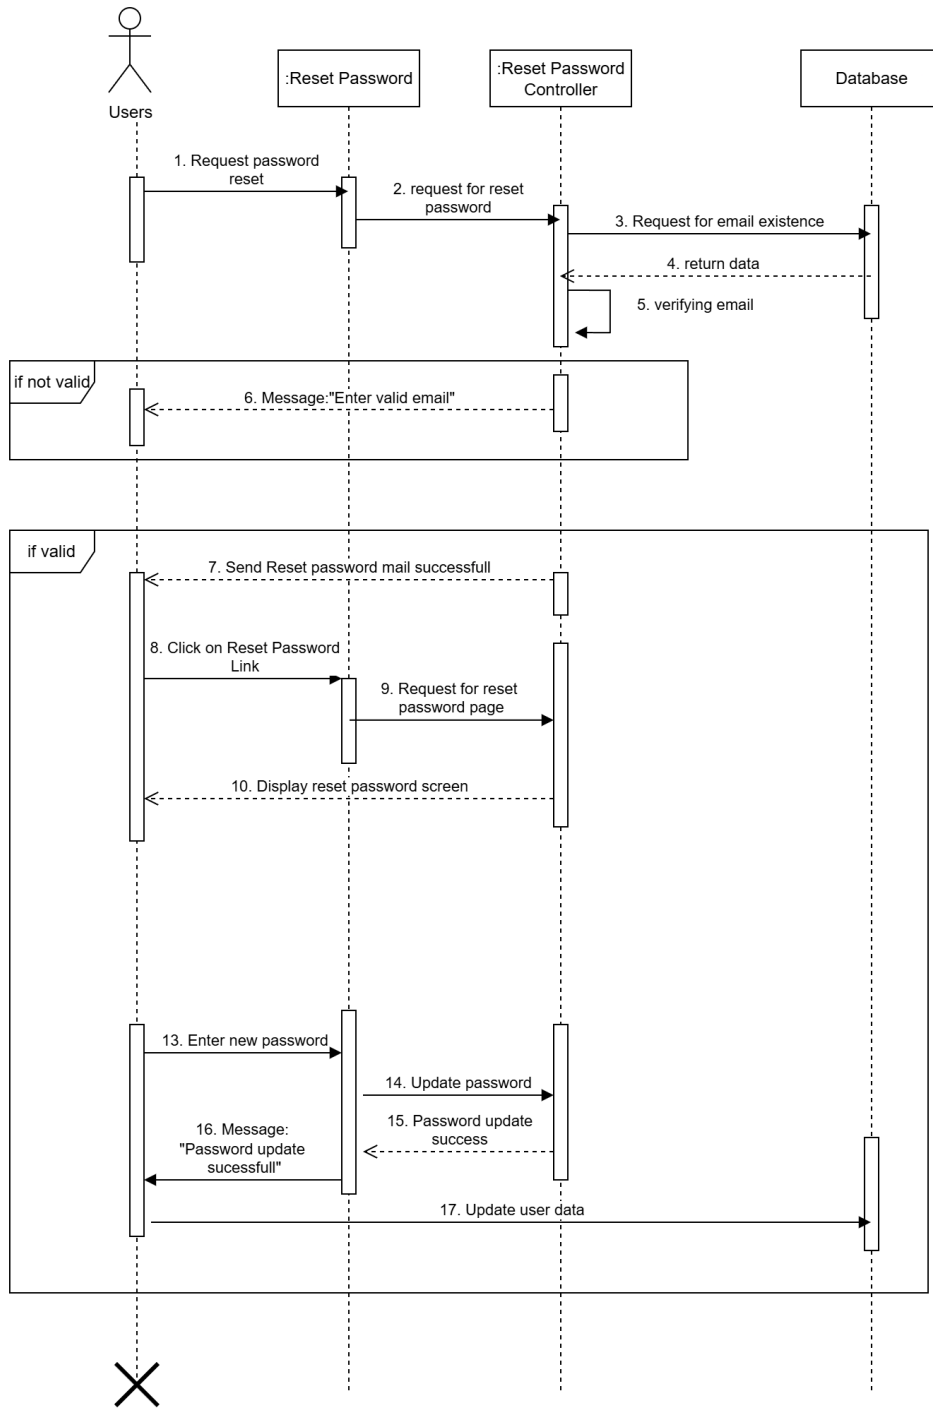 Users
:Reset Password
:Reset Password
Controller
Database
1. Request password
reset
2. request for reset
password
3. Request for email existence
4. return data
5. verifying email
if not valid
6. Message:"Enter valid email"
if valid
7. Send Reset password mail successfull
8. Click on Reset Password
Link
9. Request for reset
password page
10. Display reset password screen
13. Enter new password
14. Update password
15. Password update
success
16. Message:
"Password update
sucessfull"
17. Update user data